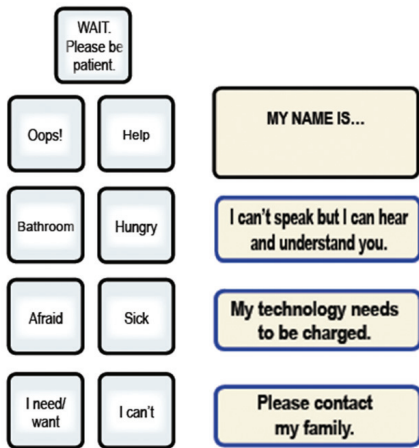 WAIT.
Please be
patient.
Oops!
Help
Bathroom
Hungry
Afraid
Sick
I need/
want
I can't
MY NAME IS…
I can't speak but I can hear
and understand you.
My technology needs
to be charged.
Please contact
my family.